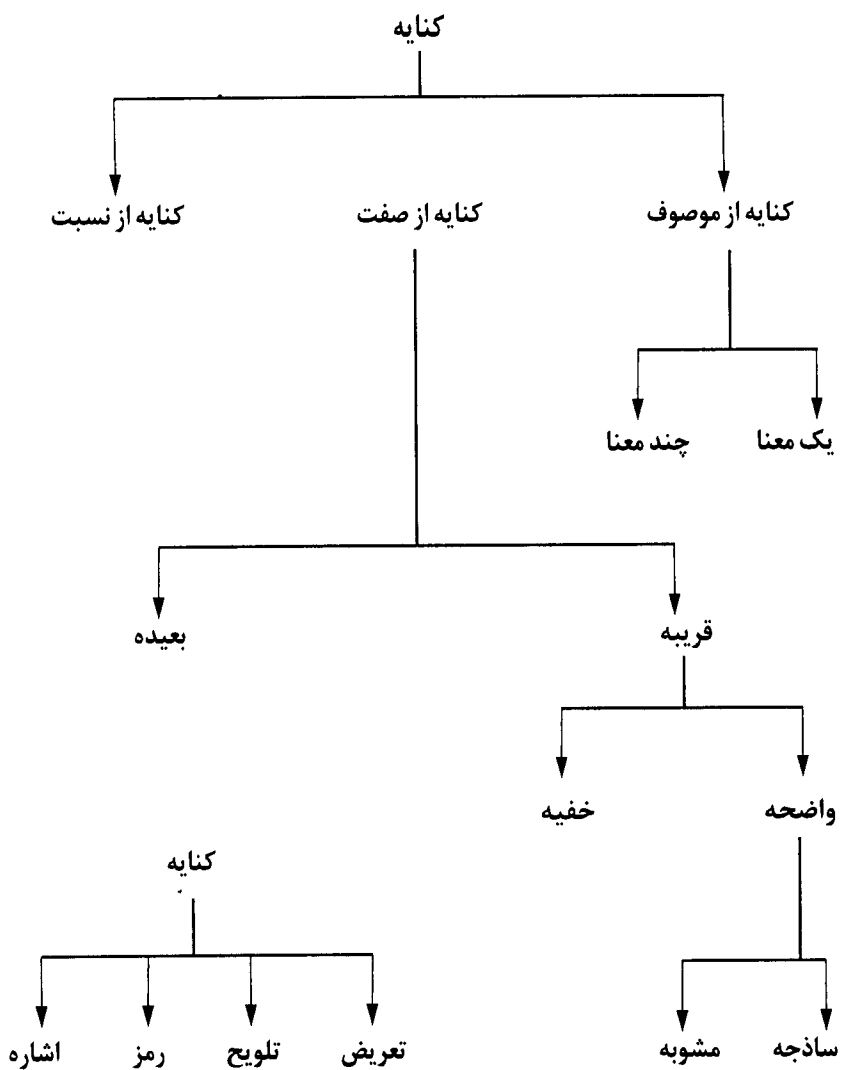 کنایه
کنایه از موصوف
کنایه از صفت
کنایه از نسبت
یک معنا
چند معنا
قریبه
بعیده
واضحه
خفیه
ساذجه
مشوبه
کنایه
تعریض
تلویح
رمز
اشاره